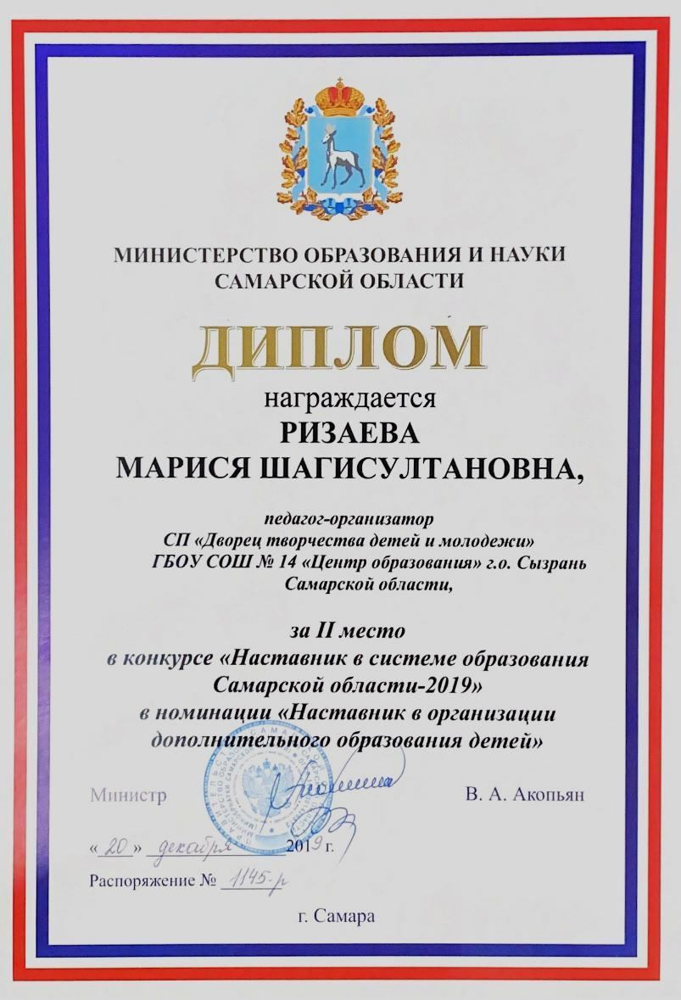 МИНИСТЕРСТВО ОБРАЗОВАНИЯ И НАУКИ
САМАРСКОЙ ОБЛАСТИ
ДИПЛОМ
награждается
РИЗАЕВА
МАРИСЯ ШАГИСУЛТАНОВНА,
педагог-организатор
СП «Дворец творчества детей и молодежи»
ГБОУ СОШ № 14 «Центр образования» г.о. Сызрань
Самарской области,
за II место
в конкурсе «Наставник в системе образования
Самарской области-2019»
в номинации «Наставник в организации
дополнительного образования детей»
Министр В. А. Акопьян
«20» декабря 2019 г.
Распоряжение № 1145-р
г. Самара